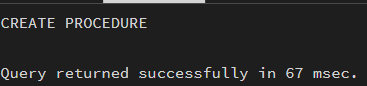 CREATE PROCEDURE
Query returned successfully in 67 msec.